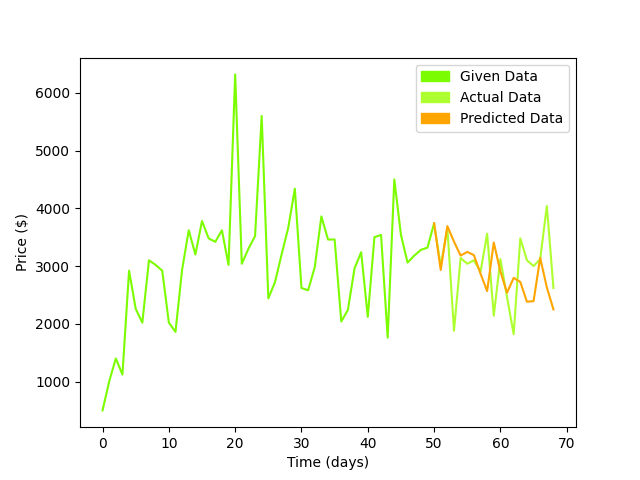 Given Data
Actual Data
Predicted Data
6000
5000
4000
3000
2000
1000
Price ($)
0 10 20 30 40 50 60 70
Time (days)